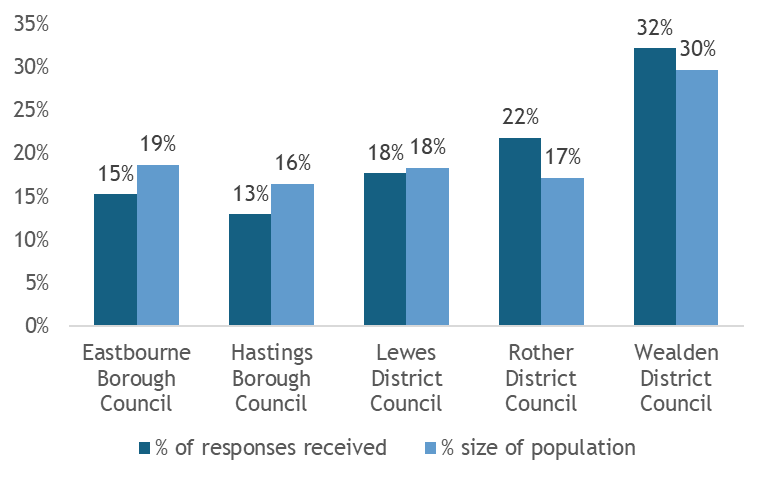 35%
30%
25%
20%
15%
10%
5%
0%
15%
19%
13%
16%
18%
18%
22%
17%
32%
30%
Eastbourne
Borough
Council
Hastings
Borough
Council
Lewes
District
Council
Rother
District
Council
Wealden
District
Council
% of responses received
% size of population